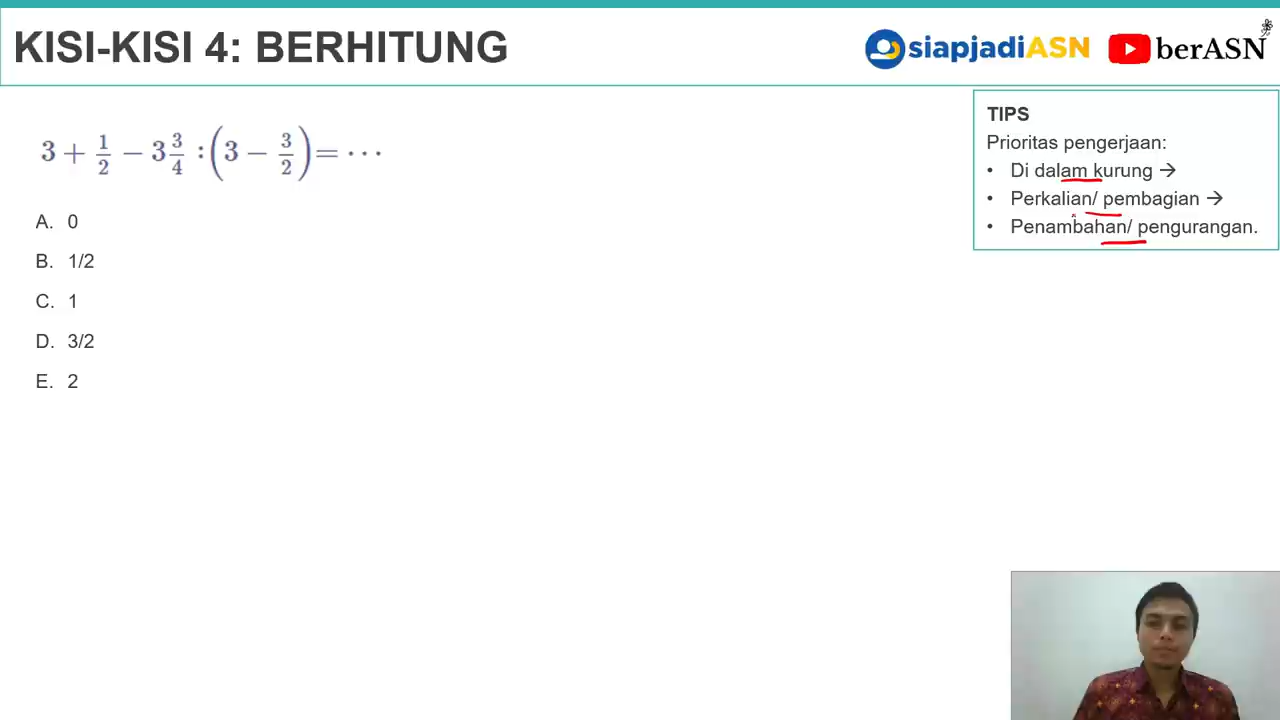 KISI-KISI 4: BERHITUNG
siapjadiASN
berASN
TIPS
Prioritas pengerjaan:
• Di dalam kurung →
• Perkalian/ pembagian →
• Penambahan/ pengurangan.
3 + 1/2 − 3 3/4 : (3 − 3/2) = ⋯
A. 0
B. 1/2
C. 1
D. 3/2
E. 2